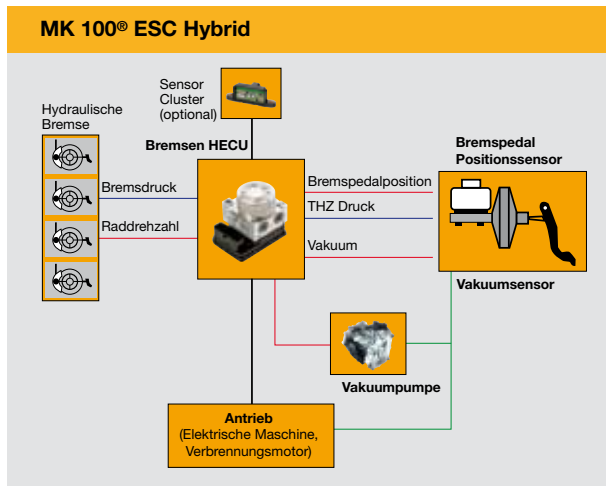 MK 100® ESC Hybrid
Sensor
Cluster
(optional)
Hydraulische
Bremse
Bremsen HECU
Bremspedal
Positionssensor
Bremsdruck
Bremspedalposition
THZ Druck
Raddrehzahl
Vakuum
Vakuumsensor
Vakuumpumpe
Antrieb
(Elektrische Maschine,
Verbrennungsmotor)